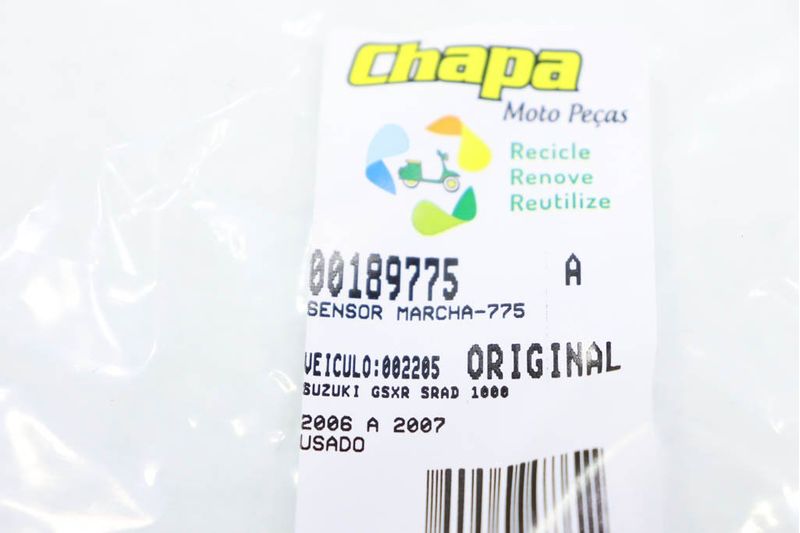 Chapa
Moto Peças
Recicle
Renove
Reutilize
00189775 A
SENSOR MARCHA-775
VEICULO:002205 ORIGINAL
SUZUKI GSXR SRAD 1000
2006 A 2007
USADO